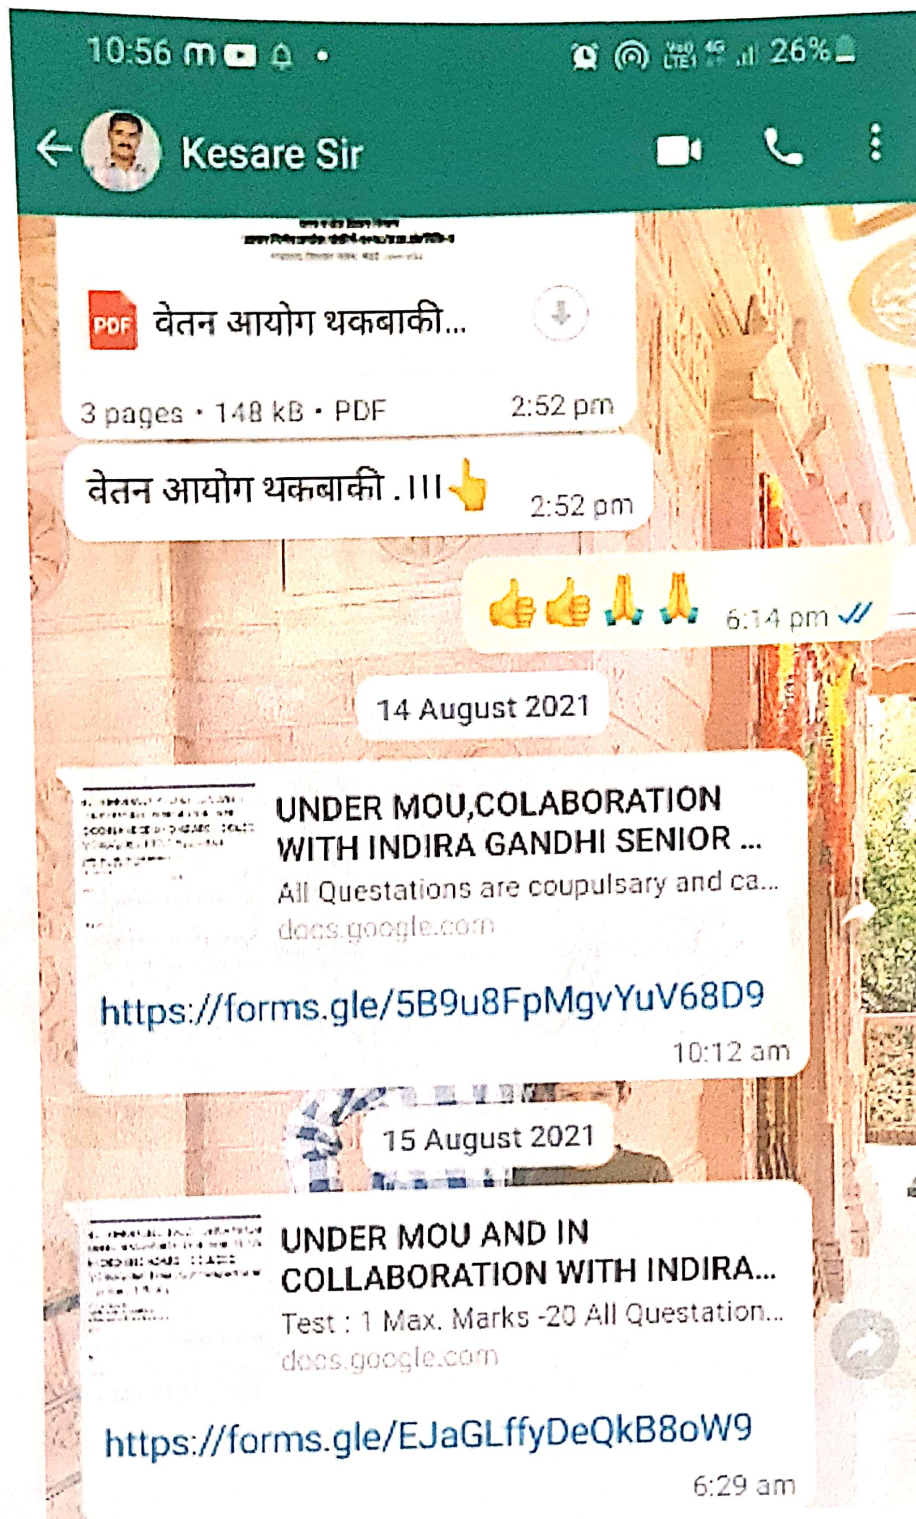 10:56
4G
26%
Kesare Sir
PDF
वेतन आयोग थकबाकी...
3 pages • 148 kB • PDF
2:52 pm
वेतन आयोग थकबाकी .III👆
2:52 pm
👍👍🙏🙏
6:14 pm
14 August 2021
UNDER MOU,COLABORATION
WITH INDIRA GANDHI SENIOR ...
All Questations are coupulsary and ca...
docs.google.com
https://forms.gle/5B9u8FpMgvYuV68D9
10:12 am
15 August 2021
UNDER MOU AND IN
COLLABORATION WITH INDIRA...
Test : 1 Max. Marks -20 All Questation...
docs.google.com
https://forms.gle/EJaGLffyDeQkB8oW9
6:29 am